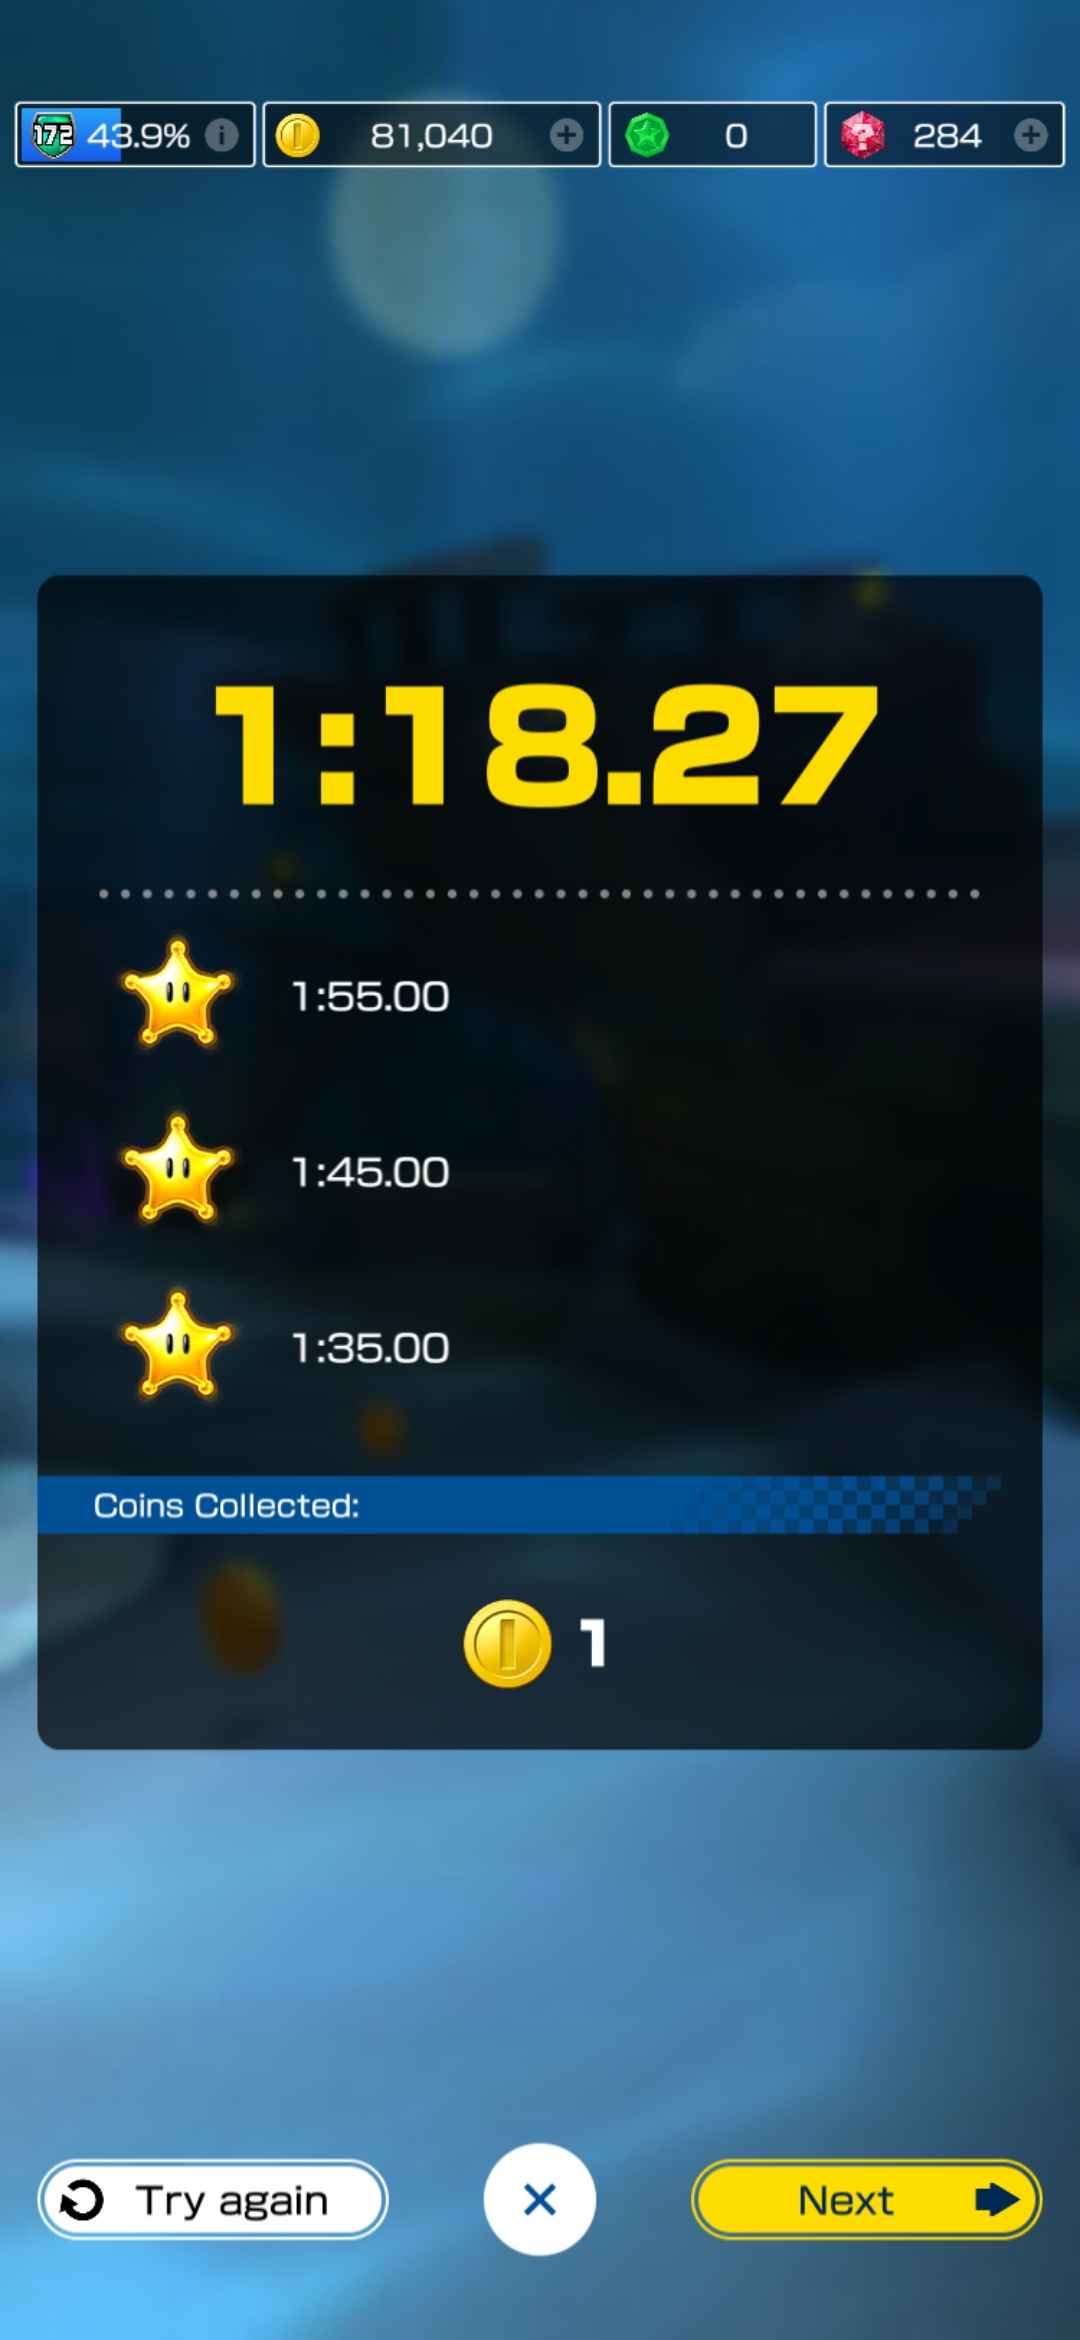 172 43.9% i 81,040 + 0 ? 284 +
1:18.27
1:55.00
1:45.00
1:35.00
Coins Collected:
1
Try again × Next